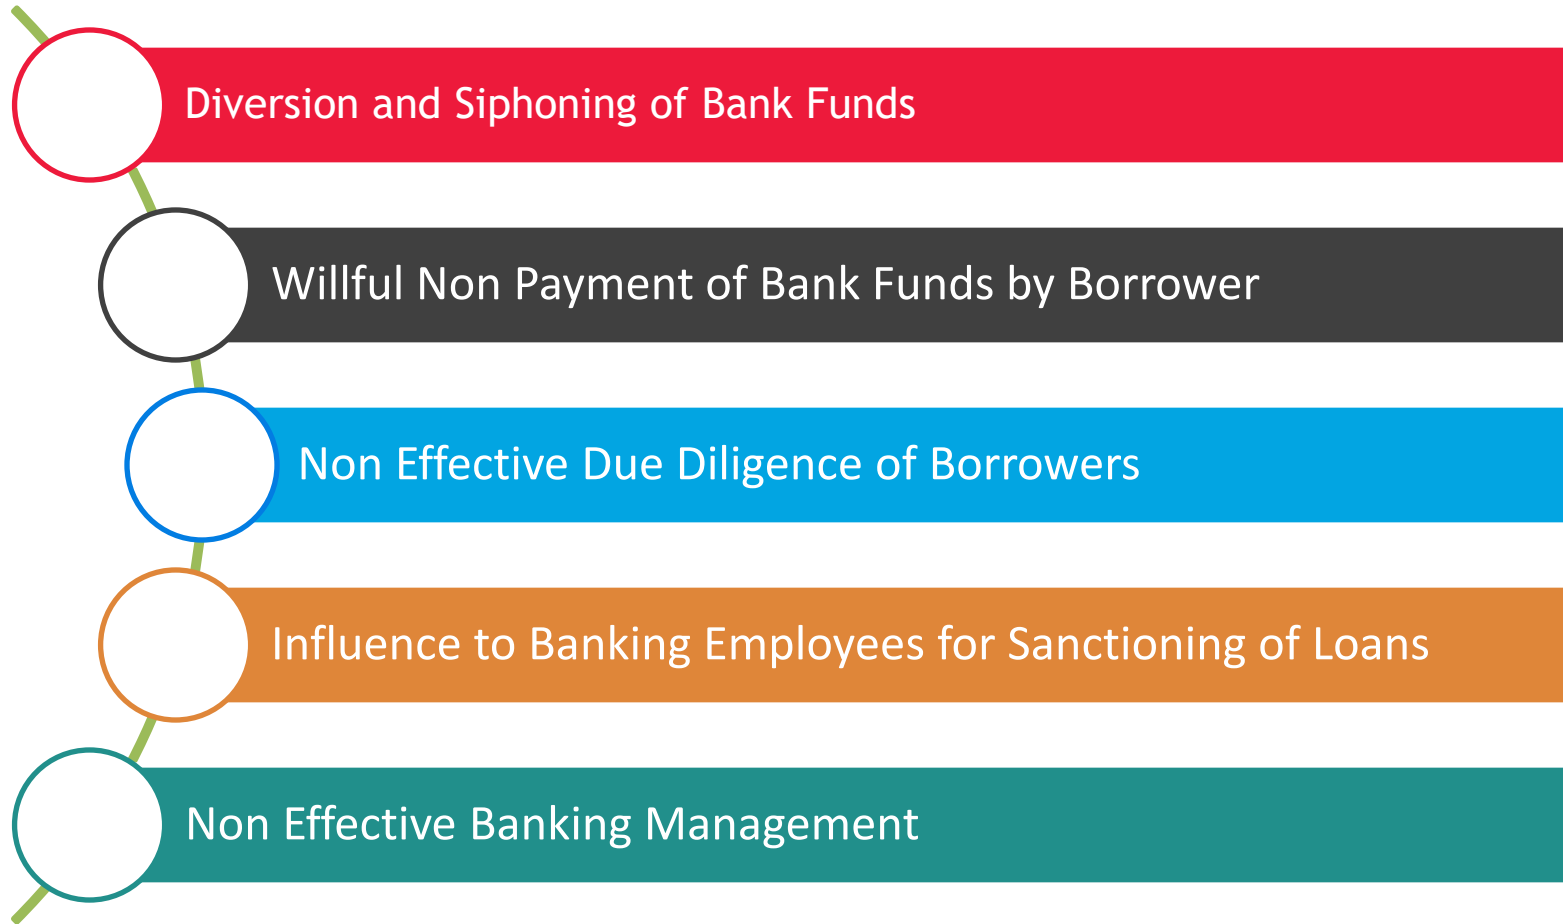 Diversion and Siphoning of Bank Funds
Willful Non Payment of Bank Funds by Borrower
Non Effective Due Diligence of Borrowers
Influence to Banking Employees for Sanctioning of Loans
Non Effective Banking Management